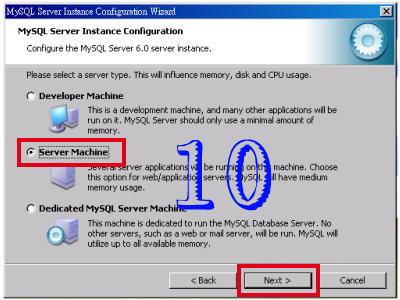 MySQL Server Instance Configuration Wizard
MySQL Server Instance Configuration
Configure the MySQL Server 6.0 server instance.
Please select a server type. This will influence memory, disk and CPU usage.
Developer Machine
This is a development machine, and many other applications will be
run on it. MySQL Server should only use a minimal amount of
memory.
Server Machine
Several server applications will be running on this machine. Choose
this option for web/application servers. MySQL will have medium
memory usage.
10
Dedicated MySQL Server Machine
This machine is dedicated to run the MySQL Database Server. No
other servers, such as a web or mail server, will be run. MySQL will
utilize up to all available memory.
< Back
Next >
Cancel